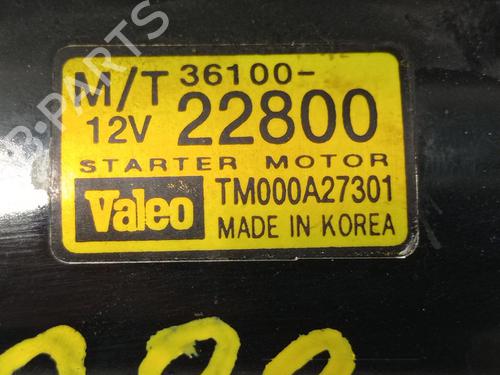 M/T 36100-
12V 22800
STARTER MOTOR
Valeo TM000A27301
MADE IN KOREA